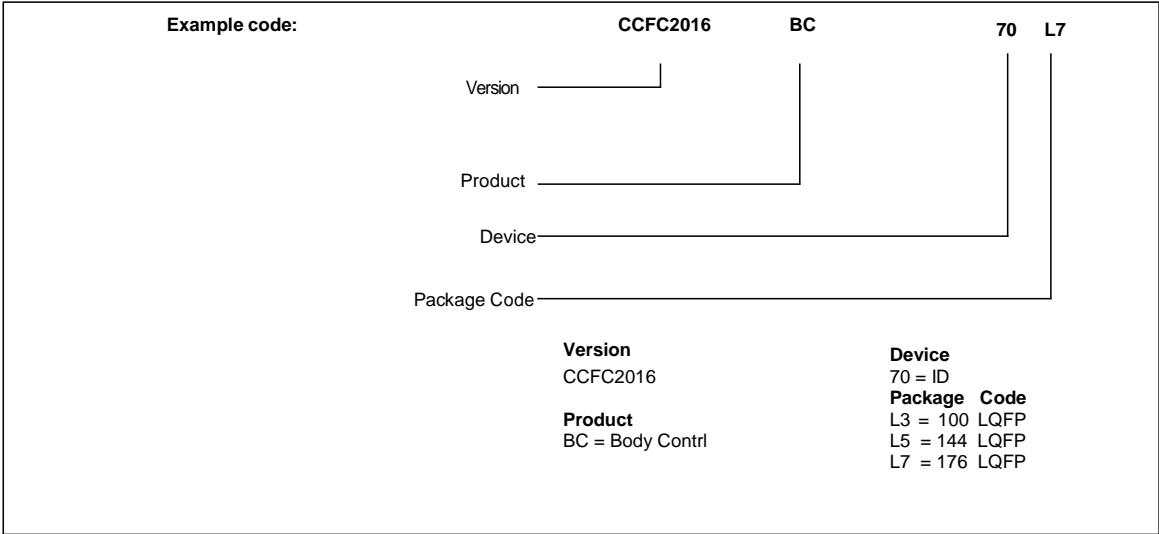 Example code: CCFC2016 BC 70 L7
Version
Product
Device
Package Code
Version
CCFC2016
Product
BC = Body Contrl
Device
70 = ID
Package Code
L3 = 100 LQFP
L5 = 144 LQFP
L7 = 176 LQFP